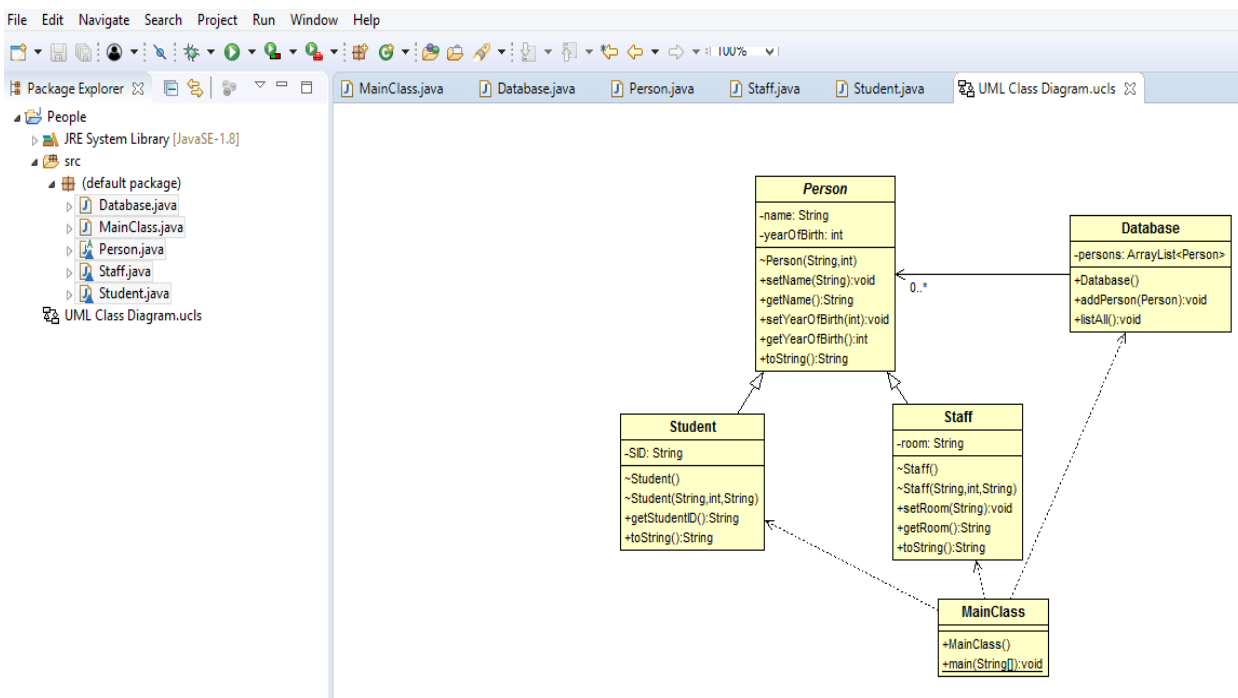 File Edit Navigate Search Project Run Window Help
100%
Package Explorer
MainClass.java Database.java Person.java Staff.java Student.java UML Class Diagram.ucls
People
JRE System Library [JavaSE-1.8]
src
(default package)
Database.java
MainClass.java
Person.java
Staff.java
Student.java
UML Class Diagram.ucls
Person
-name: String
-yearOfBirth: int
~Person(String,int)
+setName(String):void
+getName():String
+setYearOfBirth(int):void
+getYearOfBirth():int
+toString():String
0..*
Database
-persons: ArrayList<Person>
+Database()
+addPerson(Person):void
+listAll():void
Student
-SID: String
~Student()
~Student(String,int,String)
+getStudentID():String
+toString():String
Staff
-room: String
~Staff()
~Staff(String,int,String)
+setRoom(String):void
+getRoom():String
+toString():String
MainClass
+MainClass()
+main(String[]):void